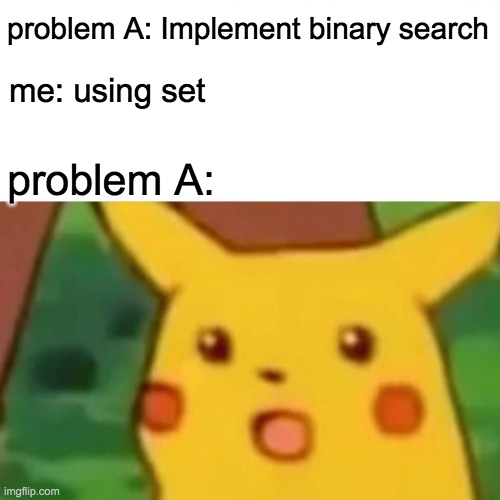 problem A: Implement binary search
me: using set
problem A:
imgflip.com